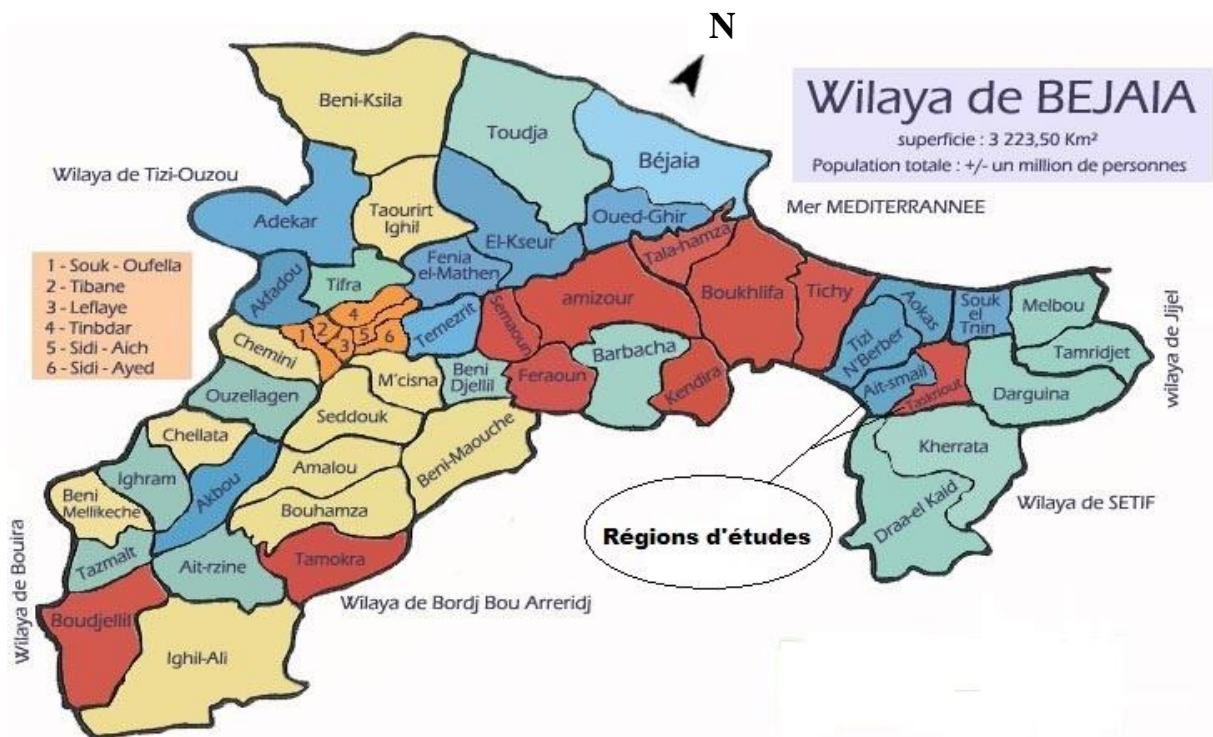 N
Wilaya de BEJAIA
superficie : 3 223,50 Km²
Population totale : +/- un million de personnes
Beni-Ksila
Toudja
Béjaia
Wilaya de Tizi-Ouzou
Mer MEDITERRANNEE
Adekar
Taourirt
Ighil
Oued-Ghir
El-Kseur
Fenia
el-Mathen
Tala-hamza
1 - Souk - Oufella
2 - Tibane
3 - Leflaye
4 - Tinbdar
5 - Sidi - Aich
6 - Sidi - Ayed
Akfadou
Tifra
amizour
Boukhlifa
Tichy
Aokas
Souk
el
Tnin
Melbou
wilaya de Jijel
4
1
2
3
5
6
Temezrit
Semaoun
Tizi
N'Berber
Tamridjet
Chemini
Barbacha
M'cisna
Beni
Djellil
Feraoun
Kendira
Ait-smail
Taskriout
Darguina
Ouzellagen
Seddouk
Chellata
Beni-Maouche
Kherrata
Ighram
Akbou
Amalou
Beni
Mellikeche
Bouhamza
Draa-el Kaid
Wilaya de SETIF
Régions d'études
Tazmalt
Ait-rzine
Tamokra
Wilaya de Bouira
Wilaya de Bordj Bou Arreridj
Boudjellil
Ighil-Ali